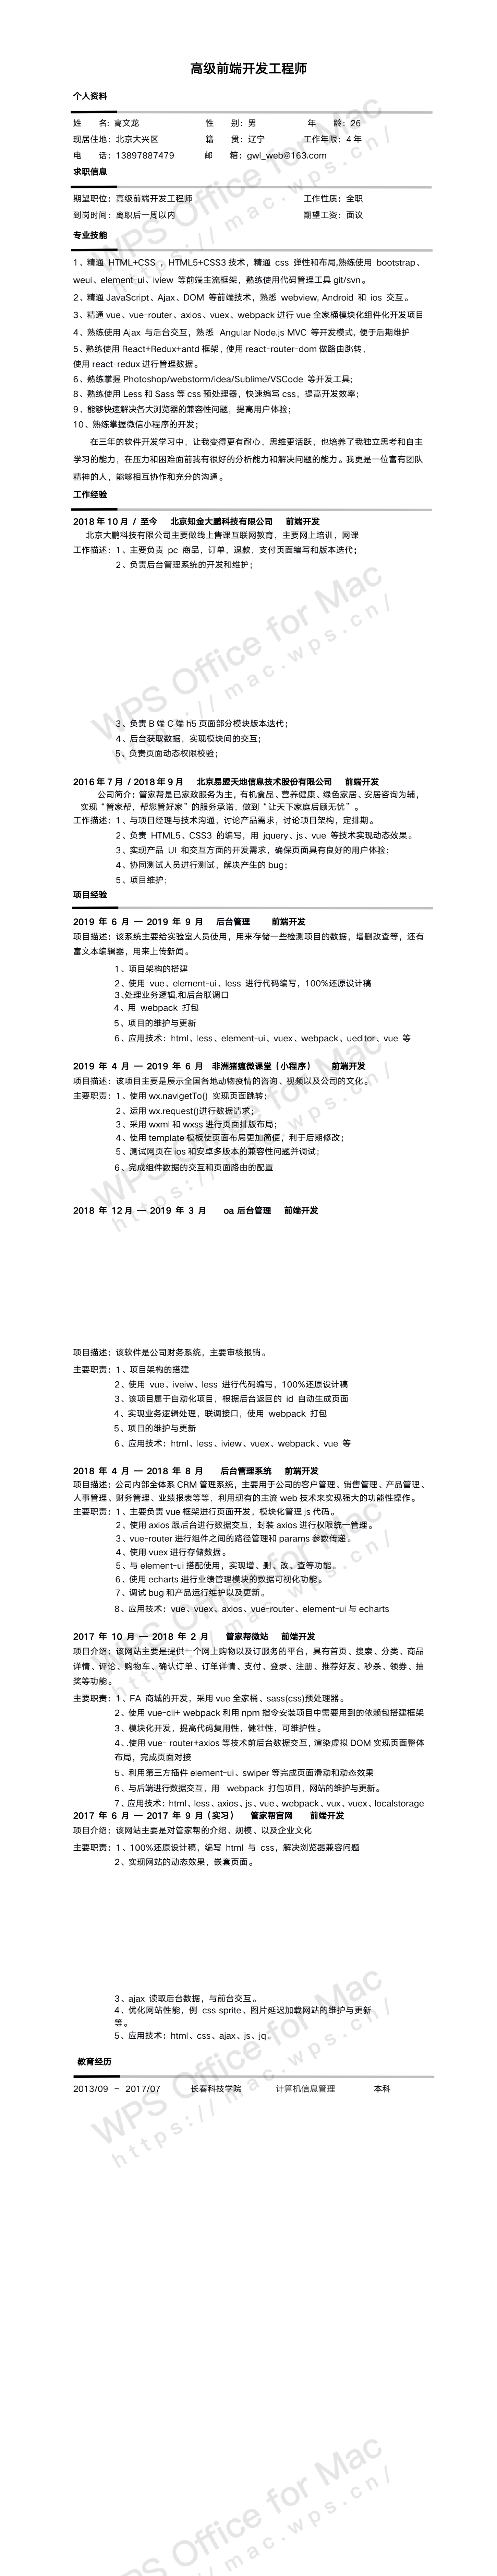 高级前端开发工程师
个人资料
姓 名: 高文龙 性 别: 男 年 龄: 26
现居住地: 北京大兴区 籍 贯: 辽宁 工作年限: 4 年
电 话: 13897887479 邮 箱: gwl_web@163.com
求职信息
期望职位: 高级前端开发工程师 工作性质: 全职
到岗时间: 离职后一周以内 期望工资: 面议
专业技能
1、精通 HTML+CSS ，HTML5+CSS3 技术，精通 css 弹性和布局,熟练使用 bootstrap、
weui、element-ui、iview 等前端主流框架，熟练使用代码管理工具 git/svn。
2、精通 JavaScript、Ajax、DOM 等前端技术，熟悉 webview, Android 和 ios 交互。
3、精通 vue、vue-router、axios、vuex、webpack 进行 vue 全家桶模块化组件化开发项目
4、熟练使用 Ajax 与后台交互，熟悉 Angular Node.js MVC 等开发模式, 便于后期维护
5、熟练使用 React+Redux+antd 框架，使用 react-router-dom 做路由跳转，
使用 react-redux 进行管理数据。
6、熟练掌握 Photoshop/webstorm/idea/Sublime/VSCode 等开发工具;
8、熟练使用 Less 和 Sass 等 css 预处理器，快速编写 css，提高开发效率；
9、能够快速解决各大浏览器的兼容性问题，提高用户体验；
10、熟练掌握微信小程序的开发；
在三年的软件开发学习中，让我变得更有耐心，思维更活跃，也培养了我独立思考和自主
学习的能力，在压力和困难面前我有很好的分析能力和解决问题的能力。我更是一位富有团队
精神的人，能够相互协作和充分的沟通。
工作经验
2018 年 10 月 / 至今 北京知金大鹏科技有限公司 前端开发
北京大鹏科技有限公司主要做线上售课互联网教育，主要网上培训，网课
工作描述: 1、主要负责 pc 商品，订单，退款，支付页面编写和版本迭代；
2、负责后台管理系统的开发和维护；
WPS Office for Mac
https://mac.wps.cn/
3、负责 B 端 C 端 h5 页面部分模块版本迭代；
4、后台获取数据，实现模块间的交互；
5、负责页面动态权限校验；
2016 年 7 月 / 2018 年 9 月 北京易盟天地信息技术股份有限公司 前端开发
公司简介: 管家帮是已家政服务为主，有机食品、营养健康、绿色家居、安居咨询为辅，
实现“管家帮，帮您管好家”的服务承诺，做到“让天下家庭后顾无忧”。
工作描述: 1、与项目经理与技术沟通，讨论产品需求，讨论项目架构，定排期。
2、负责 HTML5、CSS3 的编写，用 jquery、js、vue 等技术实现动态效果。
3、实现产品 UI 和交互方面的开发需求，确保页面具有良好的用户体验；
4、协同测试人员进行测试，解决产生的 bug；
5、项目维护；
项目经验
2019 年 6 月 — 2019 年 9 月 后台管理 前端开发
项目描述: 该系统主要给实验室人员使用，用来存储一些检测项目的数据，增删改查等，还有
富文本编辑器，用来上传新闻。
1、项目架构的搭建
2、使用 vue、element-ui、less 进行代码编写，100%还原设计稿
3、处理业务逻辑,和后台联调口
4、用 webpack 打包
5、项目的维护与更新
6、应用技术: html、less、element-ui、vuex、webpack、ueditor、vue 等
2019 年 4 月 — 2019 年 6 月 非洲猪瘟微课堂（小程序） 前端开发
项目描述: 该项目主要是展示全国各地动物疫情的咨询、视频以及公司的文化。
主要职责: 1、使用 wx.navigetTo() 实现页面跳转；
2、运用 wx.request()进行数据请求；
3、采用 wxml 和 wxss 进行页面排版布局；
4、使用 template 模板使页面布局更加简便，利于后期修改；
5、测试网页在 ios 和安卓多版本的兼容性问题并调试；
6、完成组件数据的交互和页面路由的配置
2018 年 12 月 — 2019 年 3 月 oa 后台管理 前端开发
项目描述: 该软件是公司财务系统，主要审核报销。
主要职责: 1、项目架构的搭建
2、使用 vue、iveiw、less 进行代码编写，100%还原设计稿
3、该项目属于自动化项目，根据后台返回的 id 自动生成页面
4、实现业务逻辑处理，联调接口，使用 webpack 打包
5、项目的维护与更新
6、应用技术: html、less、iview、vuex、webpack、vue 等
2018 年 4 月 — 2018 年 8 月 后台管理系统 前端开发
项目描述: 公司内部全体系 CRM 管理系统，主要用于公司的客户管理、销售管理、产品管理、
人事管理、财务管理、业绩报表等等，利用现有的主流 web 技术来实现强大的功能性操作。
主要职责: 1、主要负责 vue 框架进行页面开发，模块化管理 js 代码。
2、使用 axios 跟后台进行数据交互，封装 axios 进行权限统一管理。
3、vue-router 进行组件之间的路径管理和 params 参数传递。
4、使用 vuex 进行存储数据。
5、与 element-ui 搭配使用，实现增、删、改、查等功能。
6、使用 echarts 进行业绩管理模块的数据可视化功能。
7、调试 bug 和产品运行维护以及更新。
8、应用技术: vue、vuex、axios、vue-router、element-ui 与 echarts
2017 年 10 月 — 2018 年 2 月 管家帮微站 前端开发
项目介绍: 该网站主要是提供一个网上购物以及订服务的平台，具有首页、搜索、分类、商品
详情、评论、购物车、确认订单、订单详情、支付、登录、注册、推荐好友、秒杀、领券、抽
奖等功能。
主要职责: 1、FA 商城的开发，采用 vue 全家桶、sass(css)预处理器。
2、使用 vue-cli+ webpack 利用 npm 指令安装项目中需要用到的依赖包搭建框架
3、模块化开发，提高代码复用性，健壮性，可维护性。
4、.使用 vue- router+axios 等技术前后台数据交互, 渲染虚拟 DOM 实现页面整体
布局，完成页面对接
5、利用第三方插件 element-ui、swiper 等完成页面滑动和动态效果
6、与后端进行数据交互，用 webpack 打包项目，网站的维护与更新。
7、应用技术: html、less、axios、js、vue、webpack、vux、vuex、localstorage
2017 年 6 月 — 2017 年 9 月（实习） 管家帮官网 前端开发
项目介绍: 该网站主要是对管家帮的介绍、规模、以及企业文化
主要职责: 1、100%还原设计稿，编写 html 与 css，解决浏览器兼容问题
2、实现网站的动态效果，嵌套页面。
3、ajax 读取后台数据，与前台交互。
4、优化网站性能，例 css sprite、图片延迟加载网站的维护与更新
等。
5、应用技术: html、css、ajax、js、jq。
教育经历
2013/09 - 2017/07 长春科技学院 计算机信息管理 本科
WPS Office for Mac
https://mac.wps.cn/